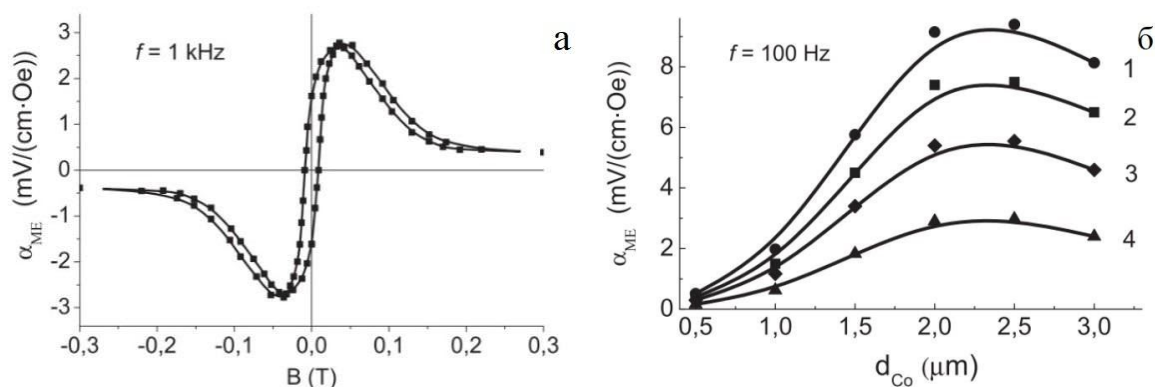 f = 1 kHz
а
α_ME (mV/(cm·Oe))
3
2
1
0
-1
-2
-3
-0,3 -0,2 -0,1 0,0 0,1 0,2 0,3
B (T)
f = 100 Hz
б
α_ME (mV/(cm·Oe))
8
6
4
2
0
1
2
3
4
0,5 1,0 1,5 2,0 2,5 3,0
d_Co (μm)